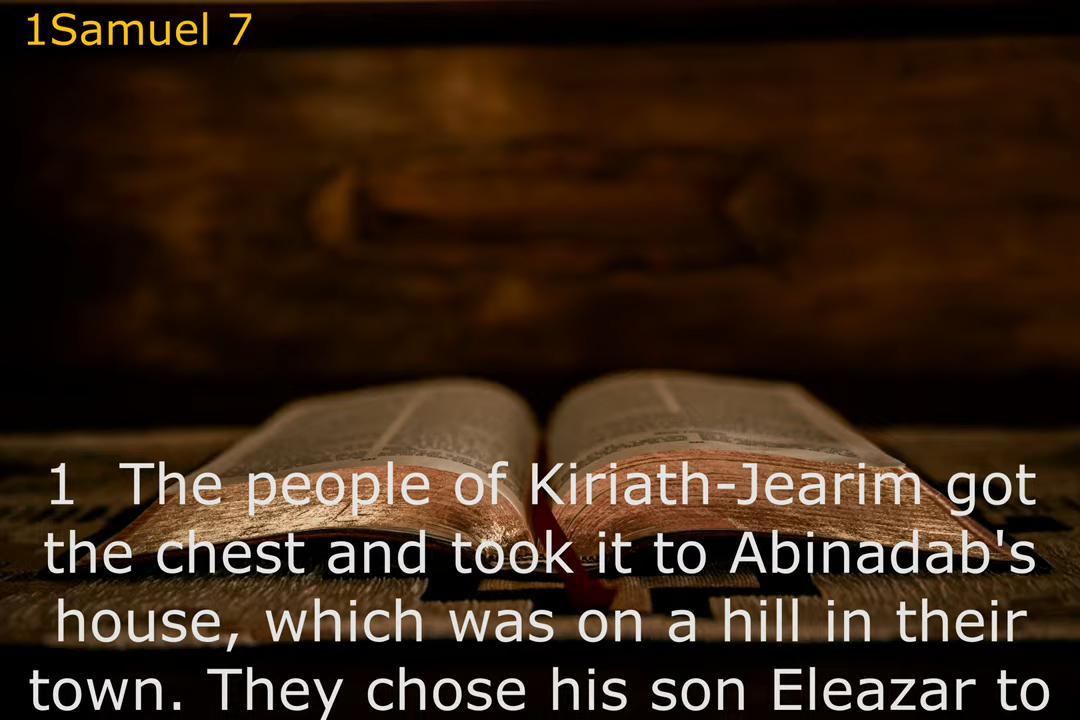 1Samuel 7
1 The people of Kiriath-Jearim got
the chest and took it to Abinadab's
house, which was on a hill in their
town. They chose his son Eleazar to